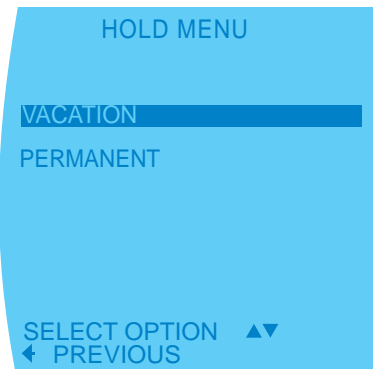 HOLD MENU
VACATION
PERMANENT
SELECT OPTION ▲▼
🡸 PREVIOUS